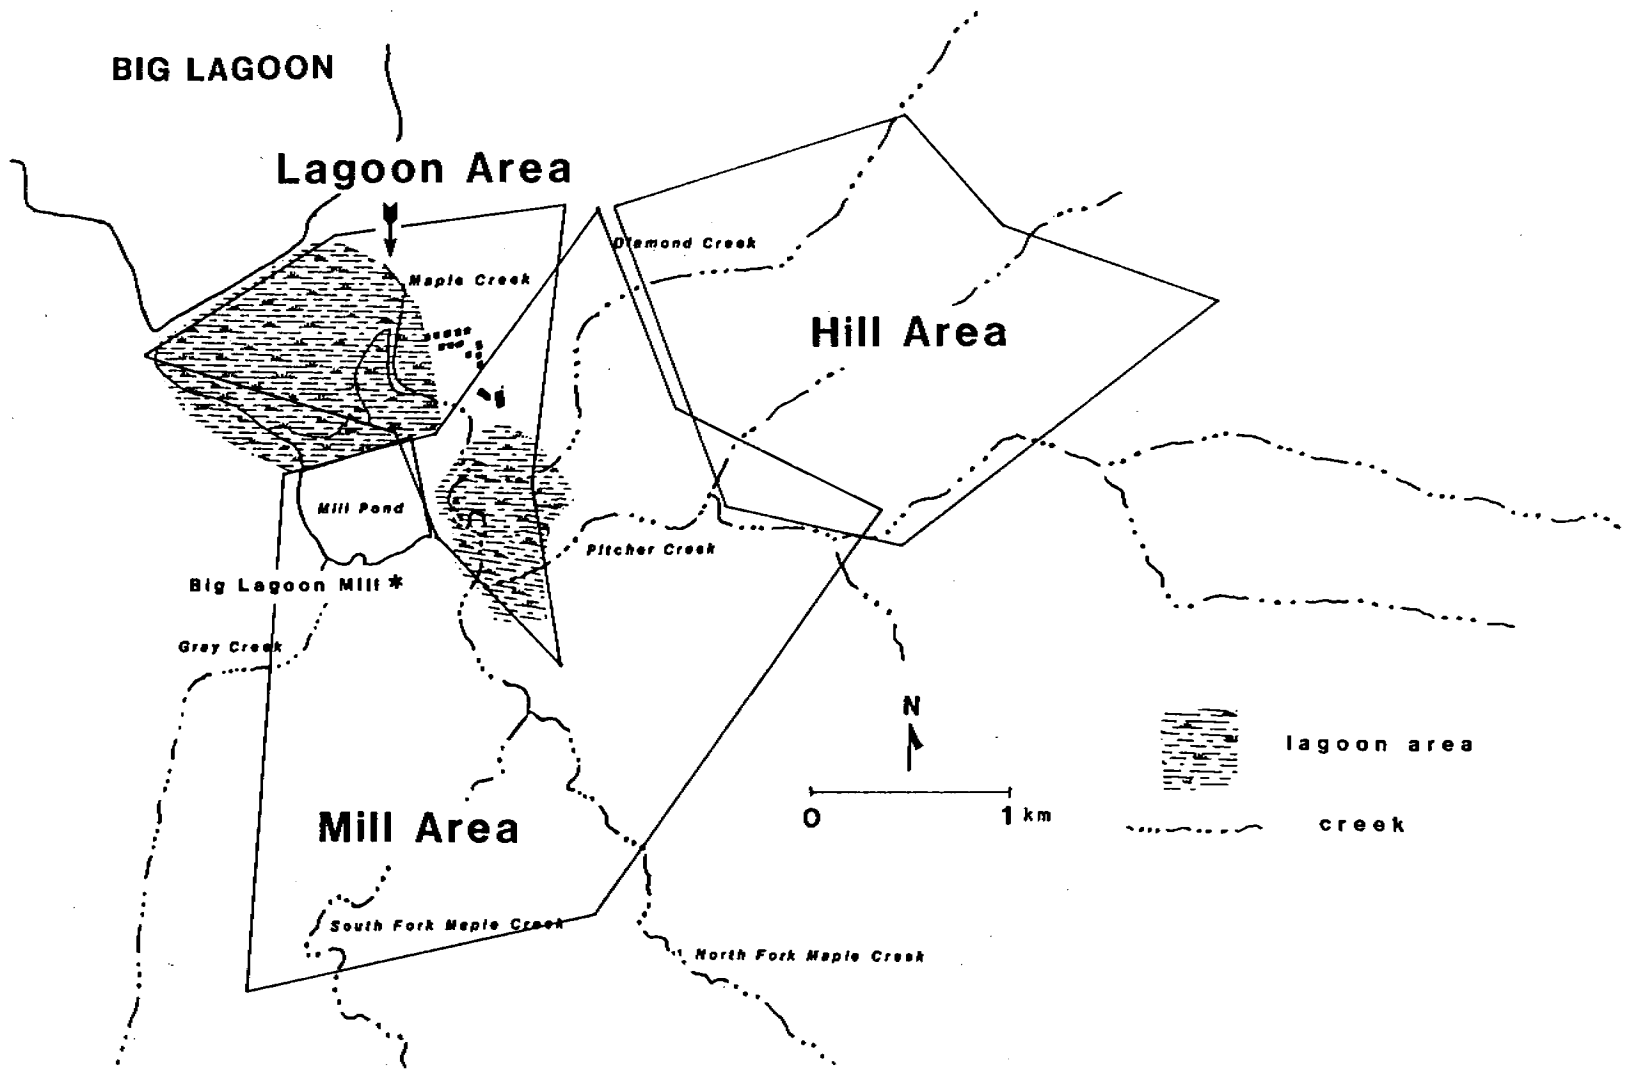 BIG LAGOON
Lagoon Area
Diamond Creek
Maple Creek
Hill Area
Mill Pond
Pitcher Creek
Big Lagoon Mill *
Gray Creek
N
lagoon area
0 1 km
Mill Area
creek
South Fork Maple Creek
North Fork Maple Creek